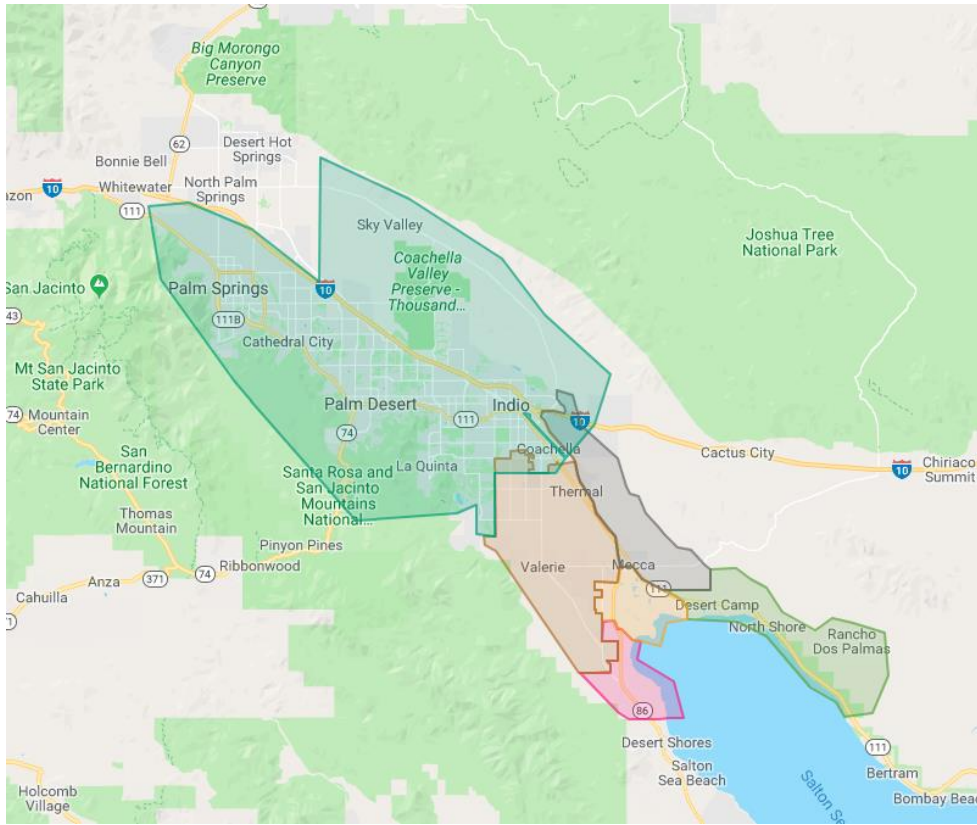 Big Morongo
Canyon
Preserve
62
Desert Hot
Springs
Bonnie Bell
10
Whitewater
North Palm
Springs
azon
111
Sky Valley
Joshua Tree
National Park
Coachella
Valley
Preserve -
Thousand...
San Jacinto
Palm Springs
10
43
111B
Cathedral City
Mt San Jacinto
State Park
74
Mountain
Center
Palm Desert
111
Indio
10
74
Coachella
Cactus City
San
Bernardino
National Forest
La Quinta
10
Chiriaco
Summit
Santa Rosa and
San Jacinto
Mountains
National...
Thermal
Thomas
Mountain
Pinyon Pines
Valerie
Mecca
Anza
371
74
Ribbonwood
111
Cahuilla
Desert Camp
North Shore
Rancho
Dos Palmas
86
Desert Shores
Salton
Sea Beach
111
Bertram
Holcomb
Village
Salton Se
Bombay Beac